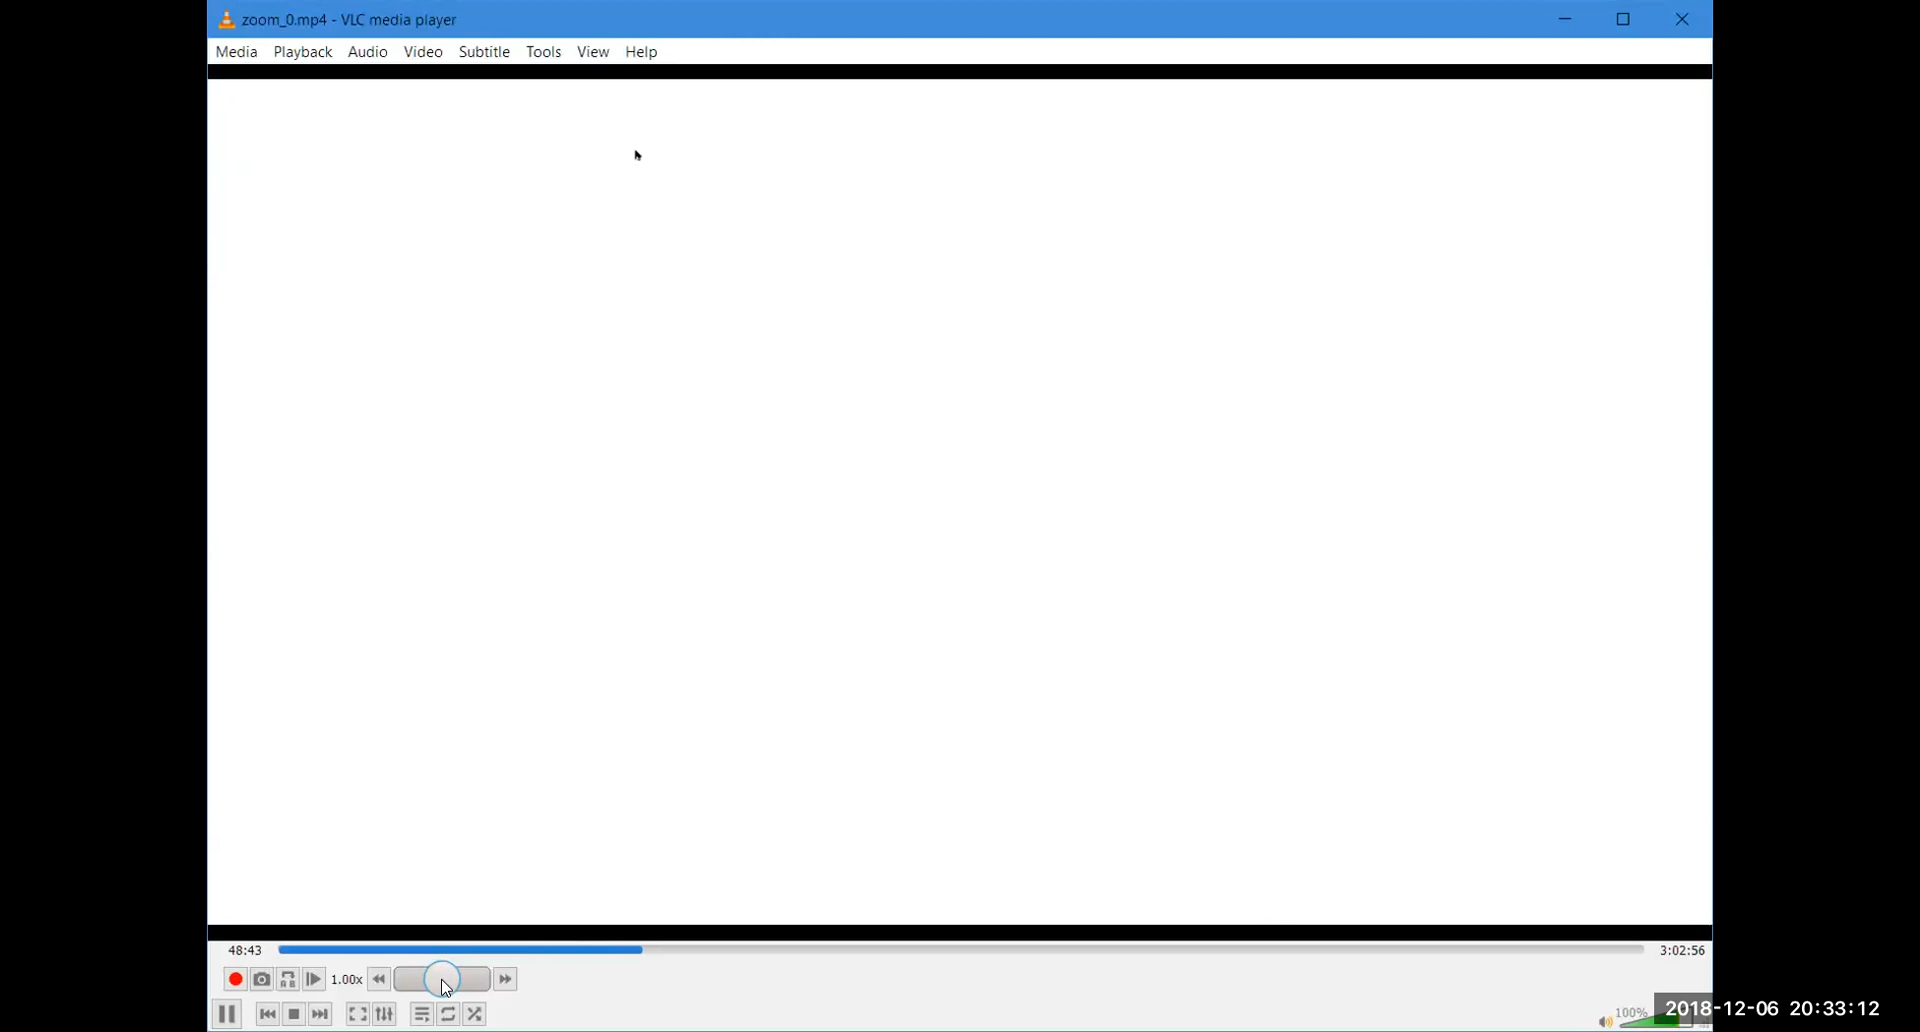 zoom_0.mp4 - VLC media player
Media Playback Audio Video Subtitle Tools View Help
48:43 3:02:56
1.00x
100%
2018-12-06 20:33:12